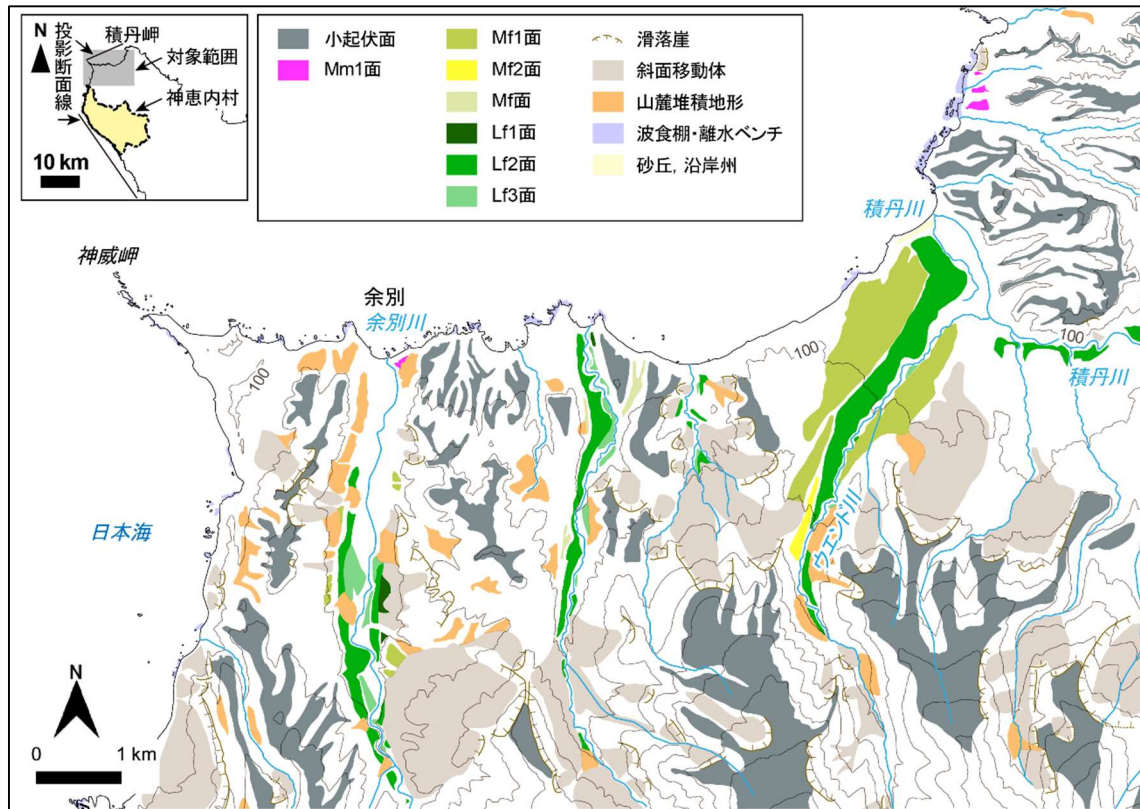 N
投影断面線
積丹岬
対象範囲
神恵内村
10 km
小起伏面
Mm1面
Mf1面
Mf2面
Mf面
Lf1面
Lf2面
Lf3面
滑落崖
斜面移動体
山麓堆積地形
波食棚・離水ベンチ
砂丘, 沿岸州
積丹川
神威岬
余別
余別川
100
100
100
積丹川
日本海
ウエンド川
N
0 1 km